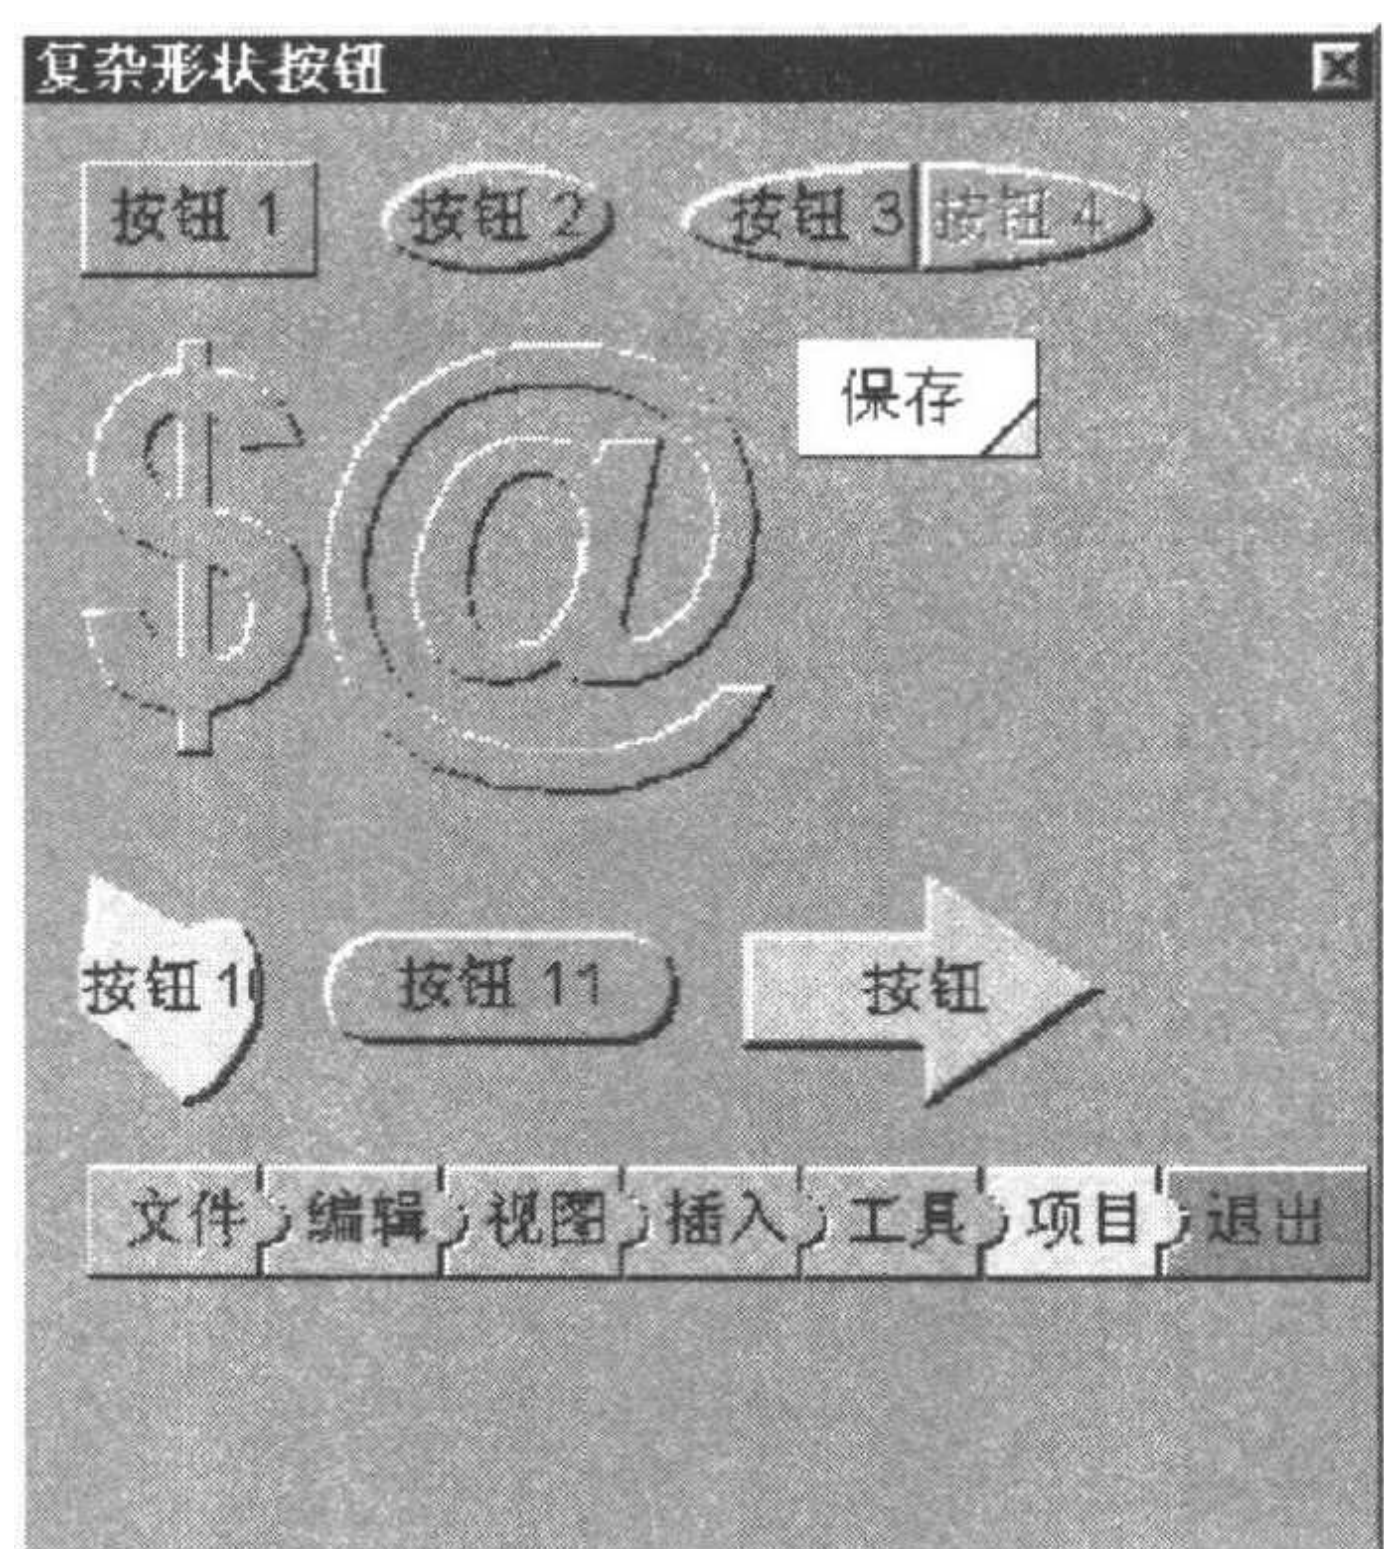 复杂形状按钮
按钮 1 按钮 2 按钮 3 按钮 4
$ @ 保存
按钮 10 按钮 11 按钮
文件 编辑 视图 插入 工具 项目 退出